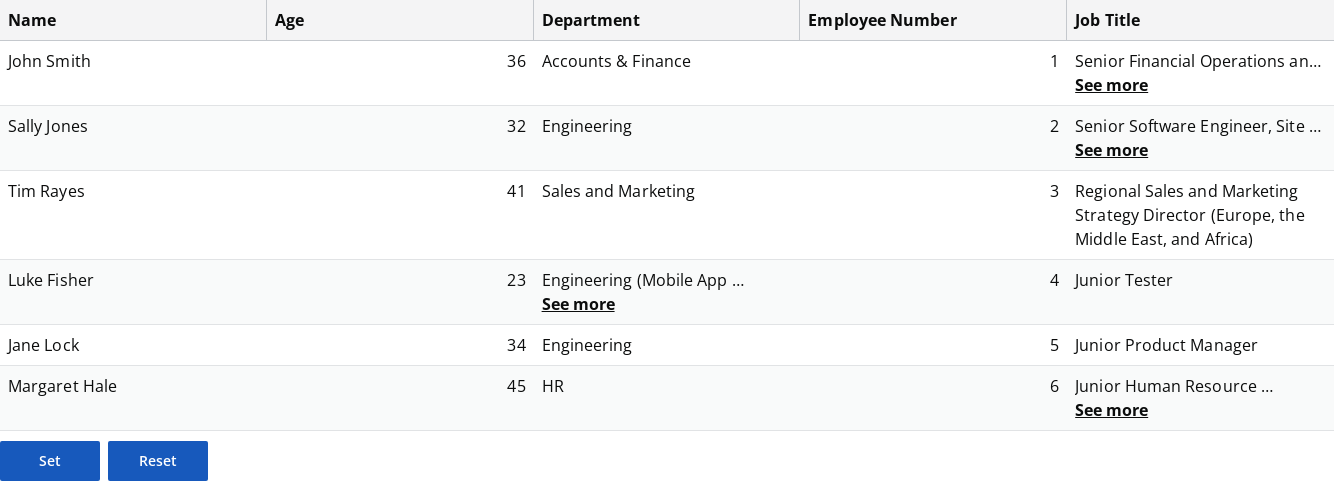 Name Age Department Employee Number Job Title
John Smith 36 Accounts & Finance 1 Senior Financial Operations an...
See more
Sally Jones 32 Engineering 2 Senior Software Engineer, Site ...
See more
Tim Rayes 41 Sales and Marketing 3 Regional Sales and Marketing
Strategy Director (Europe, the
Middle East, and Africa)
Luke Fisher 23 Engineering (Mobile App ... 4 Junior Tester
See more
Jane Lock 34 Engineering 5 Junior Product Manager
Margaret Hale 45 HR 6 Junior Human Resource ...
See more
Set Reset